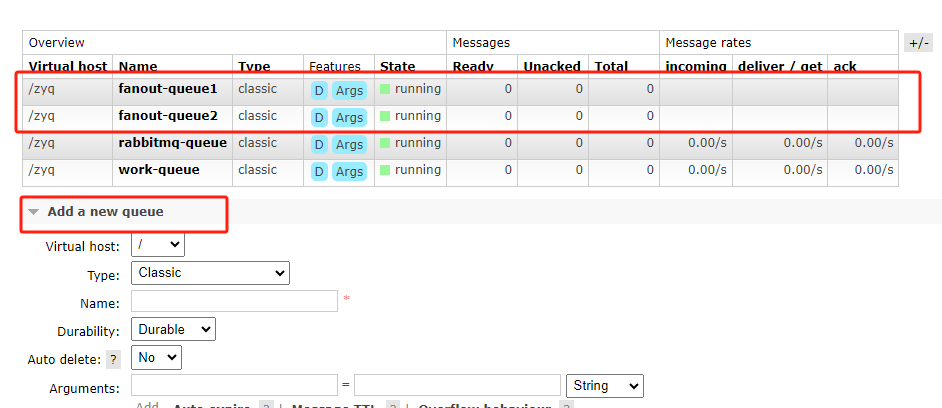 Overview Messages Message rates +/-
Virtual host Name Type Features State Ready Unacked Total incoming deliver / get ack
/zyq fanout-queue1 classic D Args running 0 0 0
/zyq fanout-queue2 classic D Args running 0 0 0
/zyq rabbitmq-queue classic D Args running 0 0 0 0.00/s 0.00/s 0.00/s
/zyq work-queue classic D Args running 0 0 0 0.00/s 0.00/s 0.00/s
Add a new queue
Virtual host: /
Type: Classic
Name: *
Durability: Durable
Auto delete: ? No
Arguments: = String
Add Auto expire ? | Message TTL ? | Overflow behaviour ?